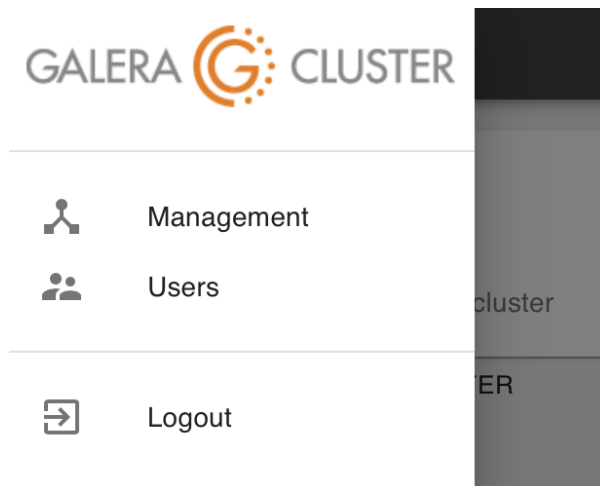 GALERA G CLUSTER
Management
Users
cluster
ER
Logout